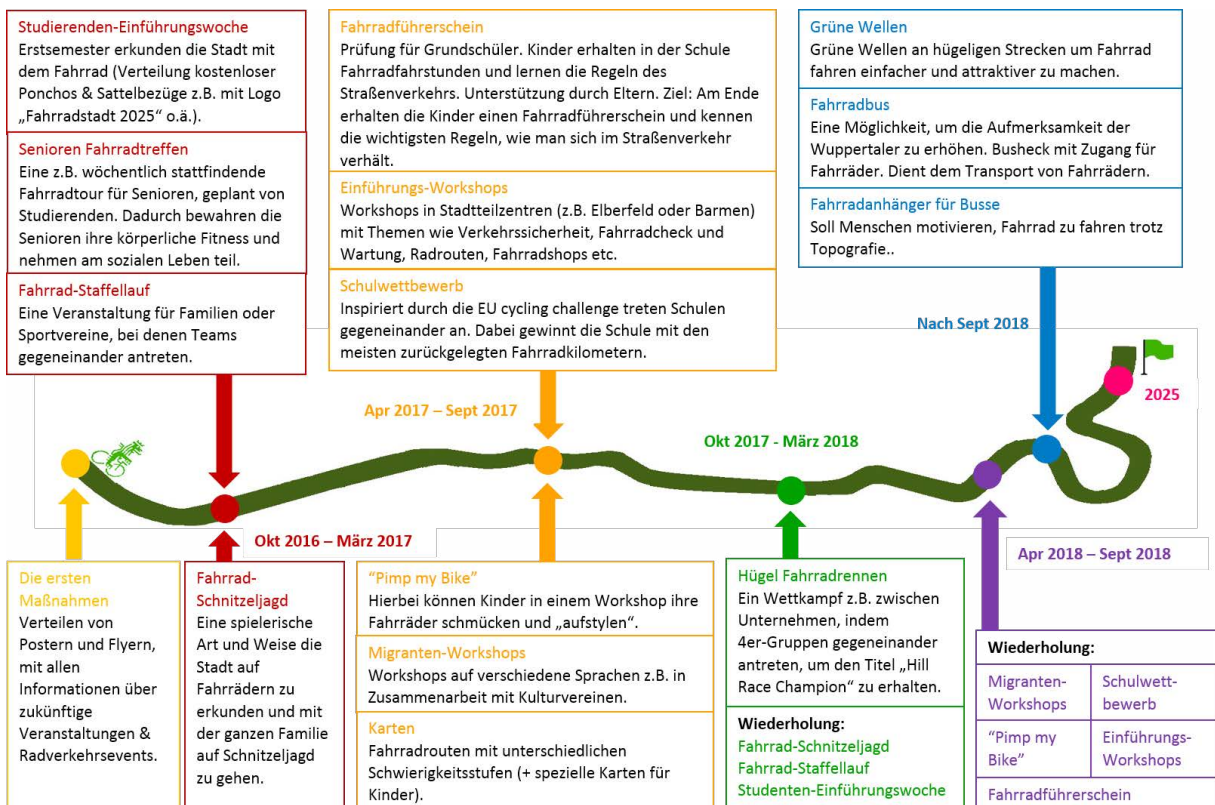 Studierenden-Einführungswoche
Erstsemester erkunden die Stadt mit
dem Fahrrad (Verteilung kostenloser
Ponchos & Sattelbezüge z.B. mit Logo
„Fahrradstadt 2025“ o.ä.).
Senioren Fahrradtreffen
Eine z.B. wöchentlich stattfindende
Fahrradtour für Senioren, geplant von
Studierenden. Dadurch bewahren die
Senioren ihre körperliche Fitness und
nehmen am sozialen Leben teil.
Fahrrad-Staffellauf
Eine Veranstaltung für Familien oder
Sportvereine, bei denen Teams
gegeneinander antreten.
Fahrradführerschein
Prüfung für Grundschüler. Kinder erhalten in der Schule
Fahrradfahrstunden und lernen die Regeln des
Straßenverkehrs. Unterstützung durch Eltern. Ziel: Am Ende
erhalten die Kinder einen Fahrradführerschein und kennen
die wichtigsten Regeln, wie man sich im Straßenverkehr
verhält.
Einführungs-Workshops
Workshops in Stadtteilzentren (z.B. Elberfeld oder Barmen)
mit Themen wie Verkehrssicherheit, Fahrradcheck und
Wartung, Radrouten, Fahrradshops etc.
Schulwettbewerb
Inspiriert durch die EU cycling challenge treten Schulen
gegeneinander an. Dabei gewinnt die Schule mit den
meisten zurückgelegten Fahrradkilometern.
Grüne Wellen
Grüne Wellen an hügeligen Strecken um Fahrrad
fahren einfacher und attraktiver zu machen.
Fahrradbus
Eine Möglichkeit, um die Aufmerksamkeit der
Wuppertaler zu erhöhen. Busheck mit Zugang für
Fahrräder. Dient dem Transport von Fahrrädern.
Fahrradanhänger für Busse
Soll Menschen motivieren, Fahrrad zu fahren trotz
Topografie..
Nach Sept 2018
2025
Apr 2017 – Sept 2017
Okt 2017 - März 2018
Okt 2016 – März 2017
Apr 2018 – Sept 2018
Die ersten
Maßnahmen
Verteilen von
Postern und Flyern,
mit allen
Informationen über
zukünftige
Veranstaltungen &
Radverkehrsevents.
Fahrrad-
Schnitzeljagd
Eine spielerische
Art und Weise die
Stadt auf
Fahrrädern zu
erkunden und mit
der ganzen Familie
auf Schnitzeljagd
zu gehen.
“Pimp my Bike”
Hierbei können Kinder in einem Workshop ihre
Fahrräder schmücken und „aufstylen“.
Migranten-Workshops
Workshops auf verschiedene Sprachen z.B. in
Zusammenarbeit mit Kulturvereinen.
Karten
Fahrradrouten mit unterschiedlichen
Schwierigkeitsstufen (+ spezielle Karten für
Kinder).
Hügel Fahrradrennen
Ein Wettkampf z.B. zwischen
Unternehmen, indem
4er-Gruppen gegeneinander
antreten, um den Titel „Hill
Race Champion“ zu erhalten.
Wiederholung:
Fahrrad-Schnitzeljagd
Fahrrad-Staffellauf
Studenten-Einführungswoche
Wiederholung:
Migranten-
Workshops
Schulwett-
bewerb
“Pimp my
Bike”
Einführungs-
Workshops
Fahrradführerschein